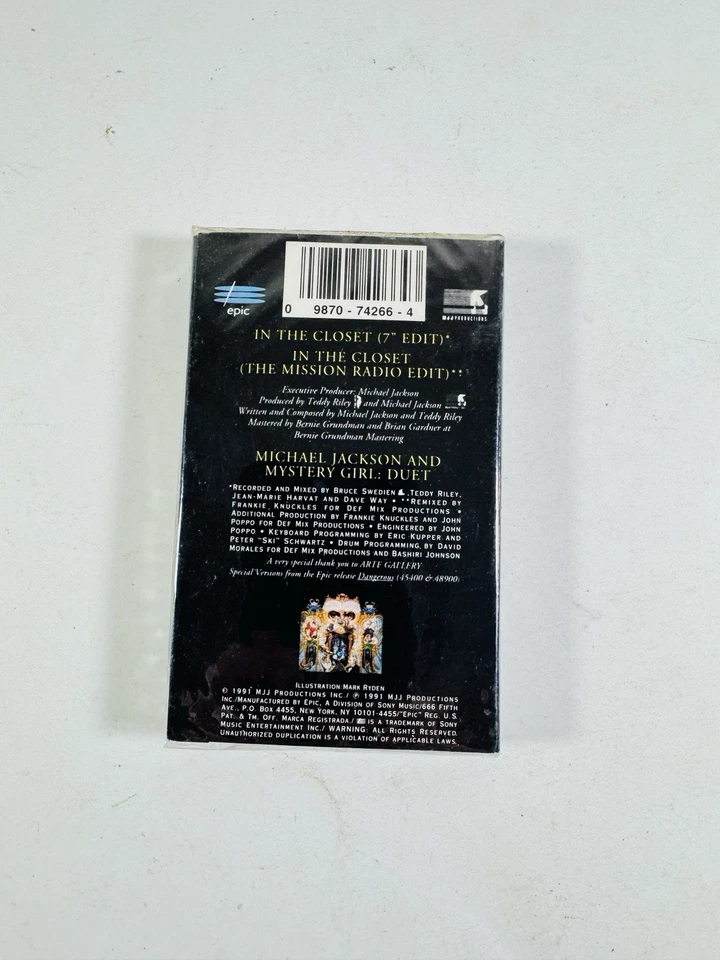 0 9870 - 74266 - 4
epic
MJJ PRODUCTIONS
IN THE CLOSET (7" EDIT)*
IN THE CLOSET
(THE MISSION RADIO EDIT)**
Executive Producer: Michael Jackson
Produced by Teddy Riley and Michael Jackson
Written and Composed by Michael Jackson and Teddy Riley
Mastered by Bernie Grundman and Brian Gardner at
Bernie Grundman Mastering
MICHAEL JACKSON AND
MYSTERY GIRL: DUET
*RECORDED AND MIXED BY BRUCE SWEDIEN, TEDDY RILEY,
JEAN-MARIE HARVAT AND DAVE WAY • **REMIXED BY
FRANKIE KNUCKLES FOR DEF MIX PRODUCTIONS •
ADDITIONAL PRODUCTION BY FRANKIE KNUCKLES AND JOHN
POPPO FOR DEF MIX PRODUCTIONS • ENGINEERED BY JOHN
POPPO • KEYBOARD PROGRAMMING BY ERIC KUPPER AND
PETER "SKI" SCHWARTZ • DRUM PROGRAMMING BY DAVID
MORALES FOR DEF MIX PRODUCTIONS AND BASHIRI JOHNSON
A very special thank you to ARTE GALLERY
Special Versions from the Epic release Dangerous (45400 & 48900)
ILLUSTRATION MARK RYDEN
© 1991 MJJ PRODUCTIONS INC./ ℗ 1991 MJJ PRODUCTIONS
INC./MANUFACTURED BY EPIC, A DIVISION OF SONY MUSIC/666 FIFTH
AVE., P.O. BOX 4455, NEW YORK, NY 10101-4455/"EPIC" REG. U.S.
PAT. & TM. OFF. MARCA REGISTRADA./ IS A TRADEMARK OF SONY
MUSIC ENTERTAINMENT INC./ WARNING: ALL RIGHTS RESERVED.
UNAUTHORIZED DUPLICATION IS A VIOLATION OF APPLICABLE LAWS.